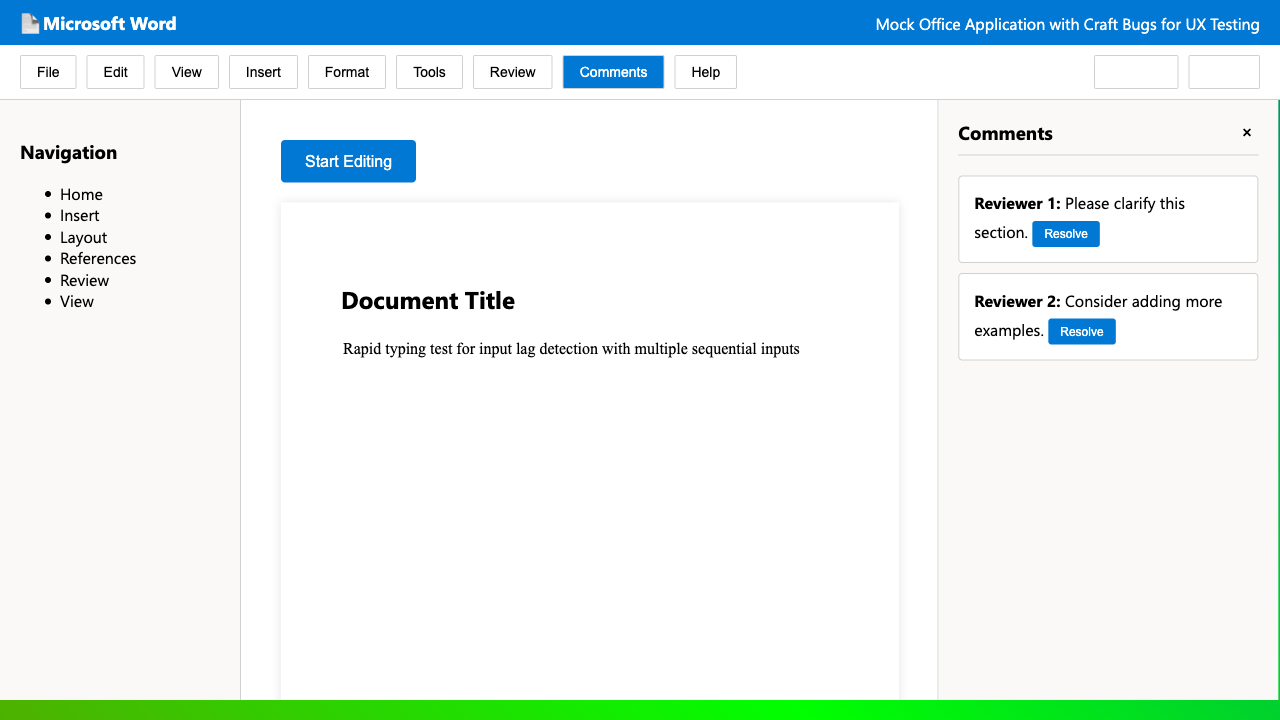 Microsoft Word
Mock Office Application with Craft Bugs for UX Testing
File
Edit
View
Insert
Format
Tools
Review
Comments
Help
Navigation
Home
Insert
Layout
References
Review
View
Start Editing
Document Title
Rapid typing test for input lag detection with multiple sequential inputs
Comments
×
Reviewer 1: Please clarify this
section. Resolve
Reviewer 2: Consider adding more
examples. Resolve